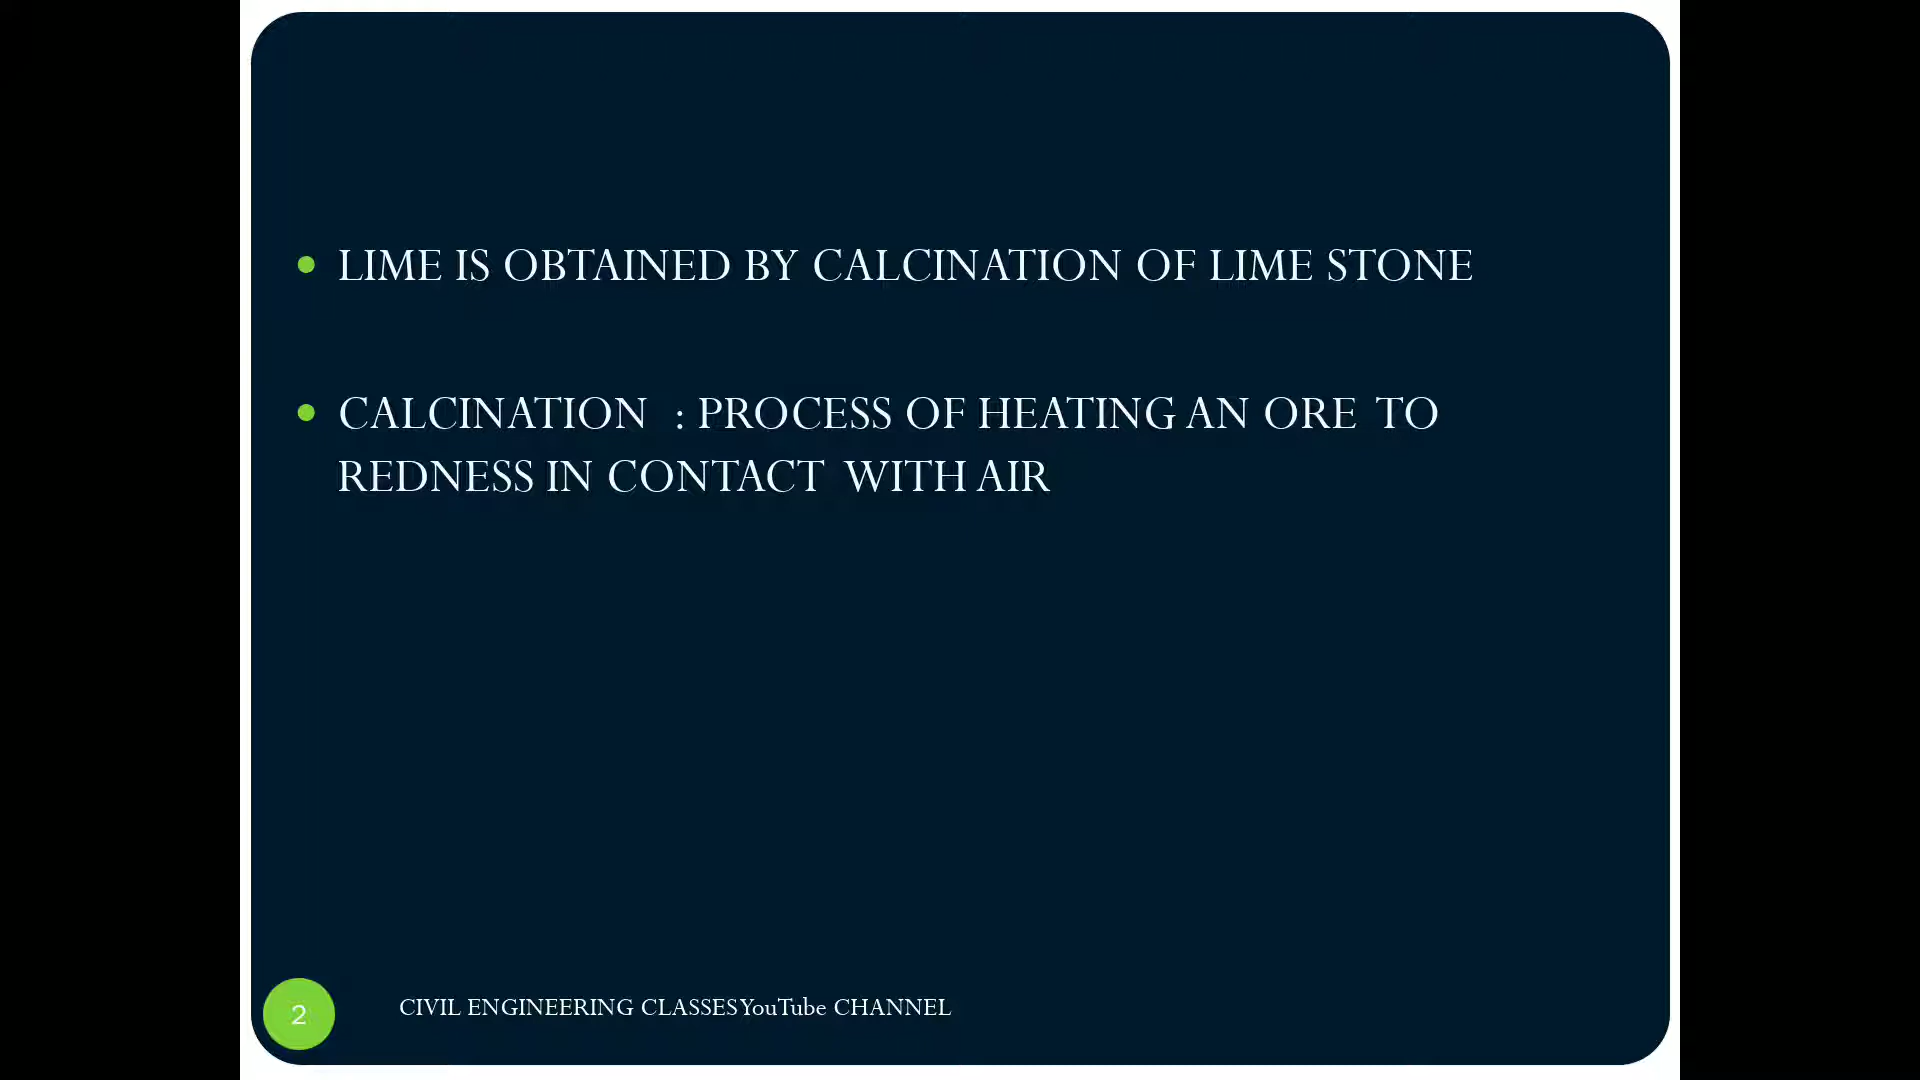 LIME IS OBTAINED BY CALCINATION OF LIME STONE
CALCINATION : PROCESS OF HEATING AN ORE TO
REDNESS IN CONTACT WITH AIR
2
CIVIL ENGINEERING CLASSES YouTube CHANNEL